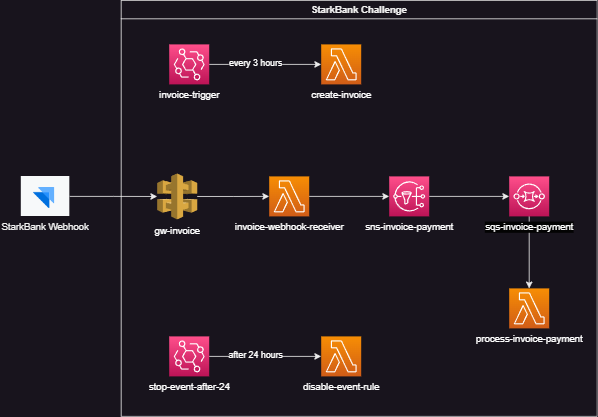 StarkBank Challenge
every 3 hours
invoice-trigger
create-invoice
StarkBank Webhook
gw-invoice
invoice-webhook-receiver
sns-invoice-payment
sqs-invoice-payment
process-invoice-payment
after 24 hours
stop-event-after-24
disable-event-rule